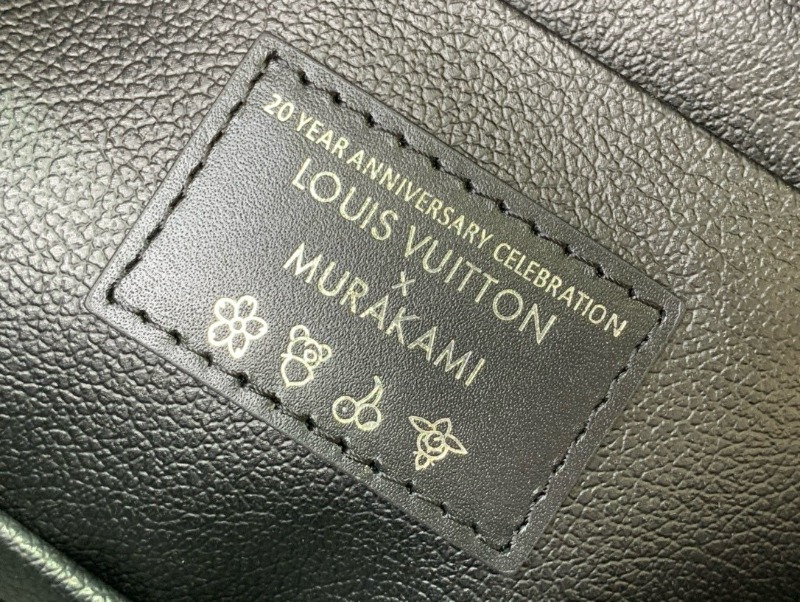 20 YEAR ANNIVERSARY CELEBRATION
LOUIS VUITTON
x
MURAKAMI